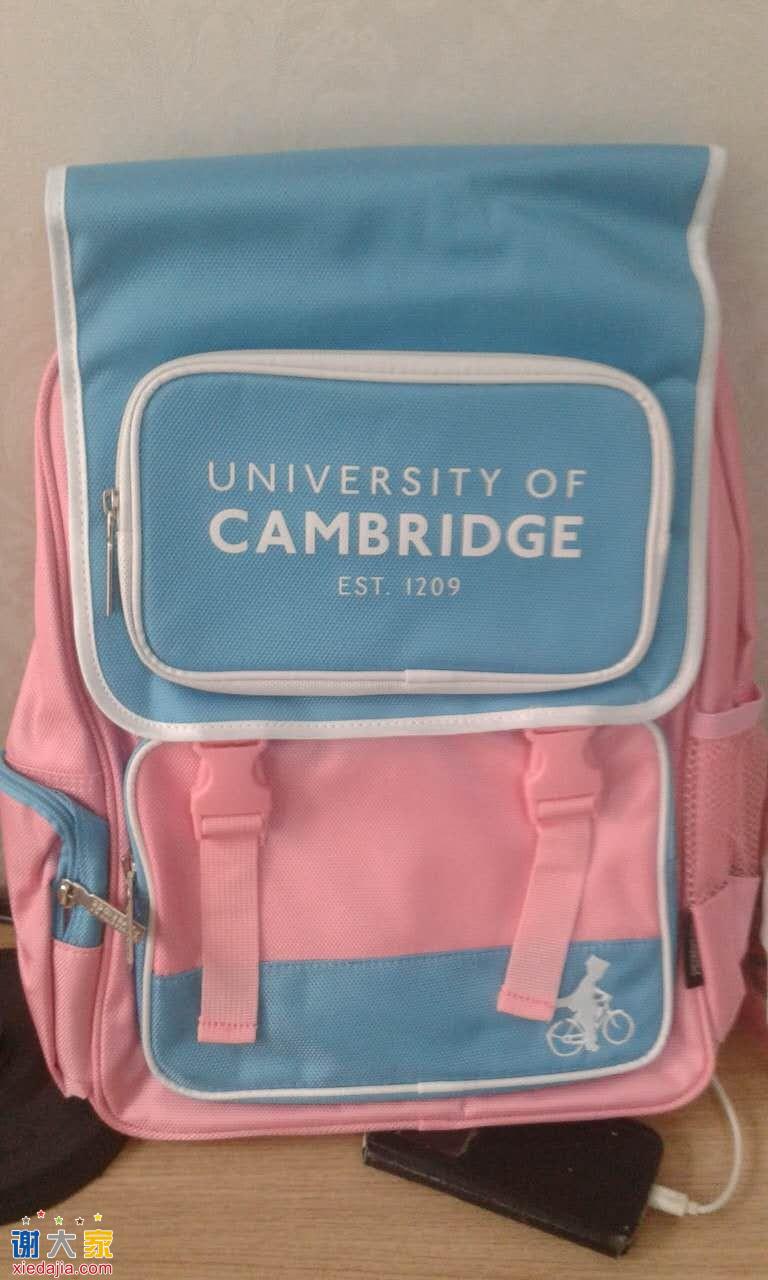 UNIVERSITY OF
CAMBRIDGE
EST. 1209
谢大家
xiedajia.com